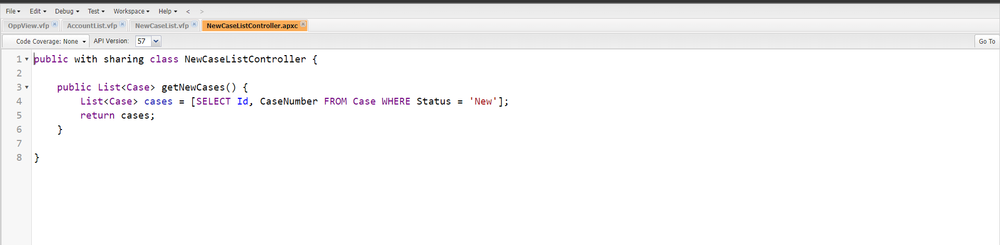 File Edit Debug Test Workspace Help < >
OppView.vfp AccountList.vfp NewCaseList.vfp NewCaseListController.apxc
Code Coverage: None API Version: 57 Go To
1 public with sharing class NewCaseListController {
2
3 public List<Case> getNewCases() {
4 List<Case> cases = [SELECT Id, CaseNumber FROM Case WHERE Status = 'New'];
5 return cases;
6 }
7
8 }